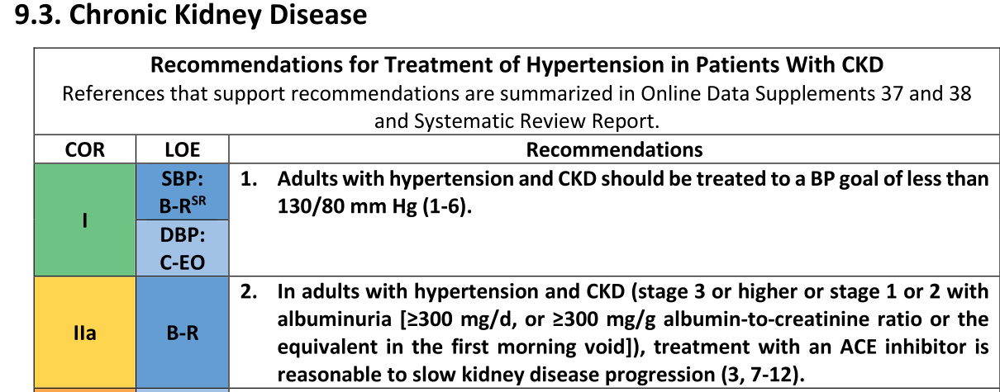 9.3. Chronic Kidney Disease
Recommendations for Treatment of Hypertension in Patients With CKD
References that support recommendations are summarized in Online Data Supplements 37 and 38
and Systematic Review Report.
COR LOE Recommendations
I
SBP:
B-R^SR
DBP:
C-EO
1. Adults with hypertension and CKD should be treated to a BP goal of less than
130/80 mm Hg (1-6).
IIa
B-R
2. In adults with hypertension and CKD (stage 3 or higher or stage 1 or 2 with
albuminuria [≥300 mg/d, or ≥300 mg/g albumin-to-creatinine ratio or the
equivalent in the first morning void]), treatment with an ACE inhibitor is
reasonable to slow kidney disease progression (3, 7-12).